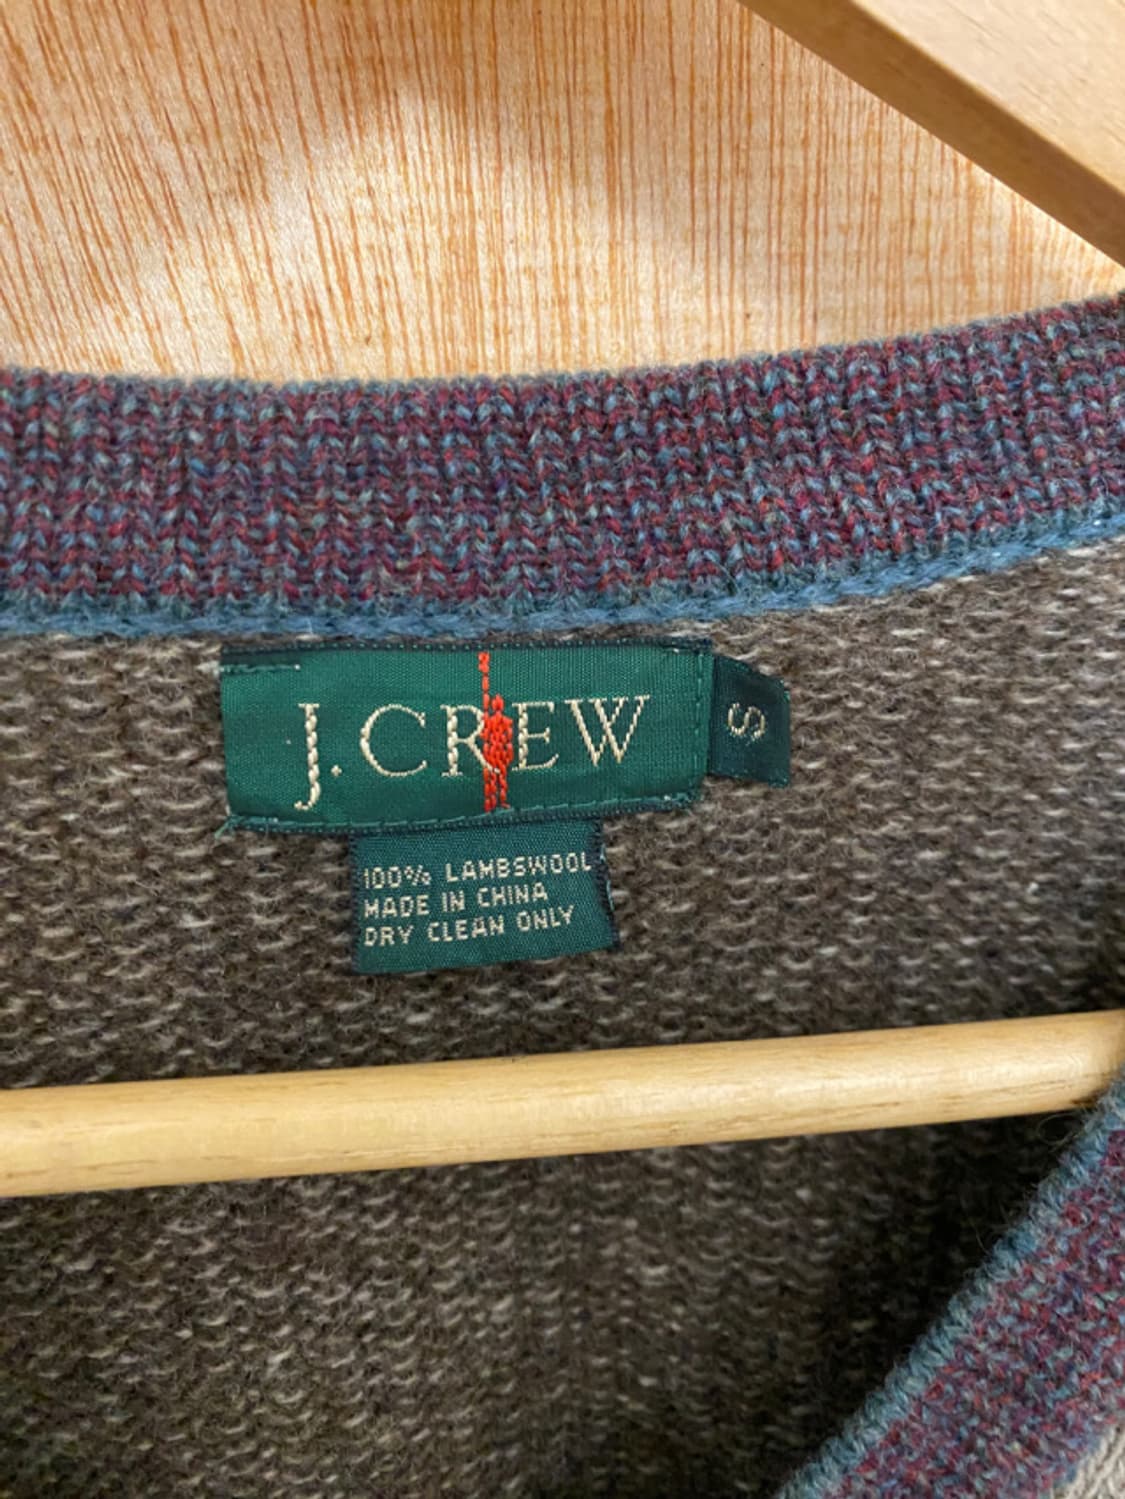 J.CREW
S
100% LAMBSWOOL
MADE IN CHINA
DRY CLEAN ONLY